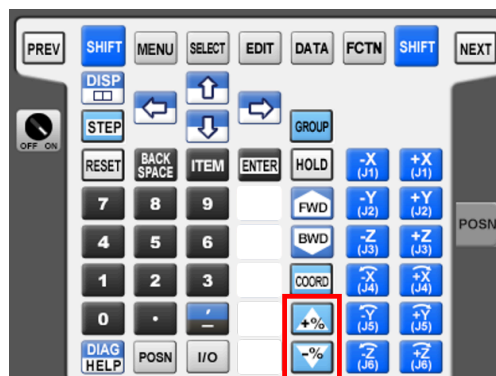 PREV SHIFT MENU SELECT EDIT DATA FCTN SHIFT NEXT
DISP
STEP GROUP
OFF ON
RESET BACK SPACE ITEM ENTER HOLD -X (J1) +X (J1)
7 8 9 FWD -Y (J2) +Y (J2)
4 5 6 BWD -Z (J3) +Z (J3)
POSN
1 2 3 COORD -X (J4) +X (J4)
0 . ′ — +% -Y (J5) +Y (J5)
DIAG HELP POSN I/O -% -Z (J6) +Z (J6)